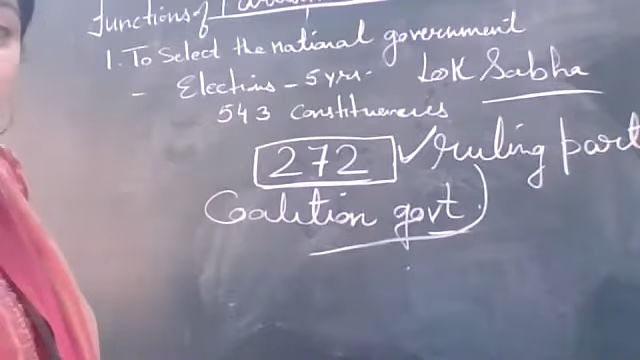 Functions of
1. To Select the national government
- Elections - 5 yrs. Lok Sabha
543 Constituencies
272 ✓ ruling part
Coalition govt.)